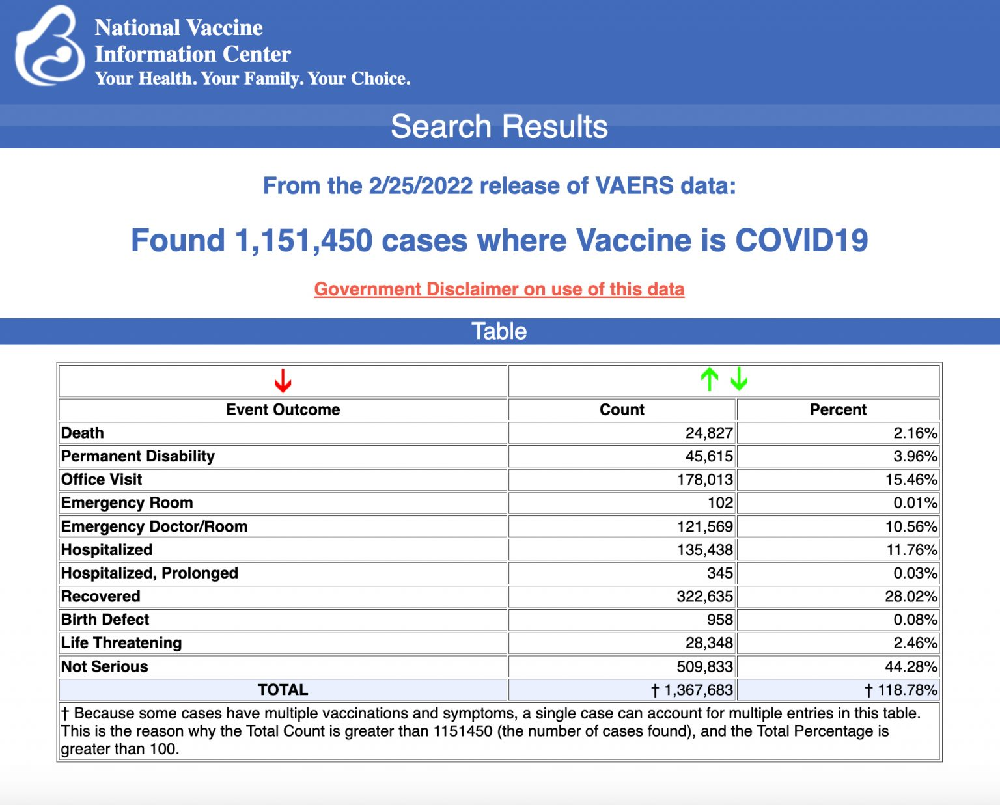 National Vaccine
Information Center
Your Health. Your Family. Your Choice.
Search Results
From the 2/25/2022 release of VAERS data:
Found 1,151,450 cases where Vaccine is COVID19
Government Disclaimer on use of this data
Table
↓ ↑ ↓
Event Outcome Count Percent
Death 24,827 2.16%
Permanent Disability 45,615 3.96%
Office Visit 178,013 15.46%
Emergency Room 102 0.01%
Emergency Doctor/Room 121,569 10.56%
Hospitalized 135,438 11.76%
Hospitalized, Prolonged 345 0.03%
Recovered 322,635 28.02%
Birth Defect 958 0.08%
Life Threatening 28,348 2.46%
Not Serious 509,833 44.28%
TOTAL † 1,367,683 † 118.78%
† Because some cases have multiple vaccinations and symptoms, a single case can account for multiple entries in this table.
This is the reason why the Total Count is greater than 1151450 (the number of cases found), and the Total Percentage is
greater than 100.